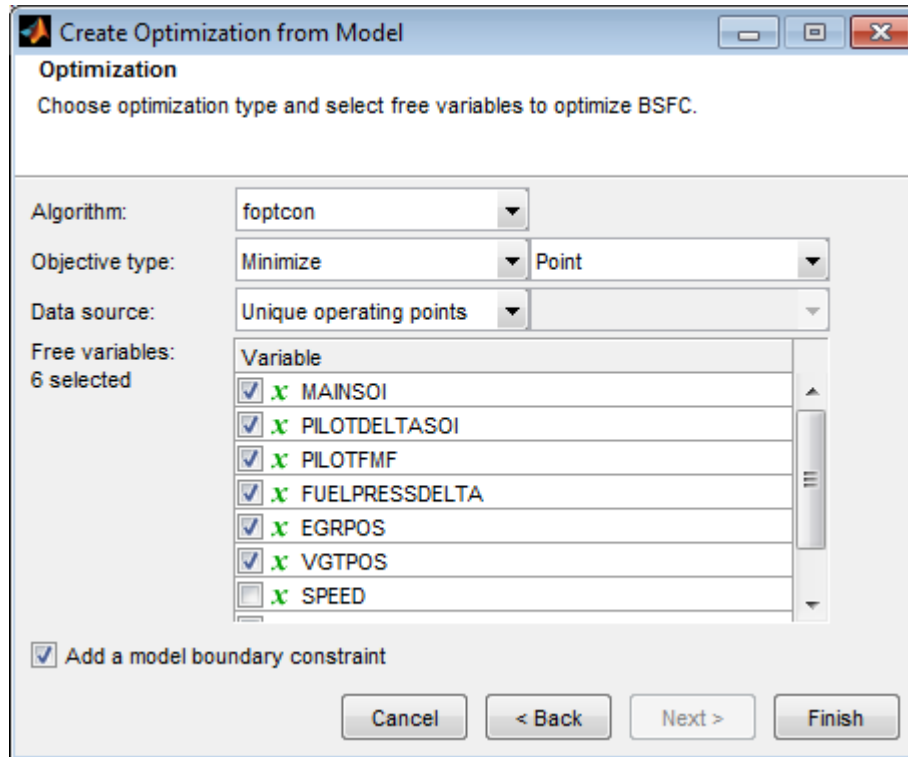 Create Optimization from Model
Optimization
Choose optimization type and select free variables to optimize BSFC.
Algorithm: foptcon
Objective type: Minimize Point
Data source: Unique operating points
Free variables:
6 selected
Variable
x MAINSOI
x PILOTDELTASOI
x PILOTFMF
x FUELPRESSDELTA
x EGRPOS
x VGTPOS
x SPEED
Add a model boundary constraint
Cancel < Back Next > Finish